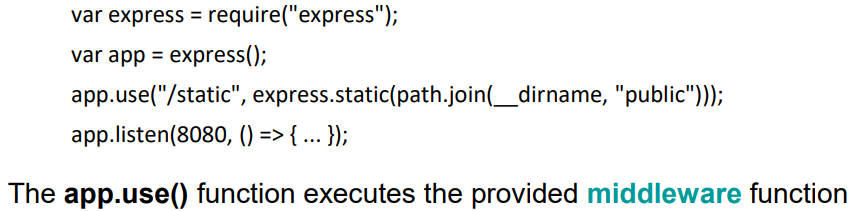 var express = require("express");
var app = express();
app.use("/static", express.static(path.join(__dirname, "public")));
app.listen(8080, () => { ... });
The app.use() function executes the provided middleware function